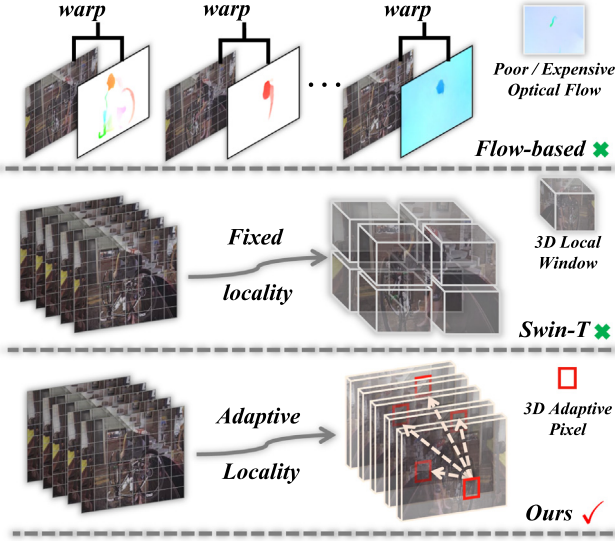 warp
warp
warp
...
Poor / Expensive
Optical Flow
Flow-based ✖
Fixed
locality
3D Local
Window
Swin-T ✖
Adaptive
Locality
3D Adaptive
Pixel
Ours ✓